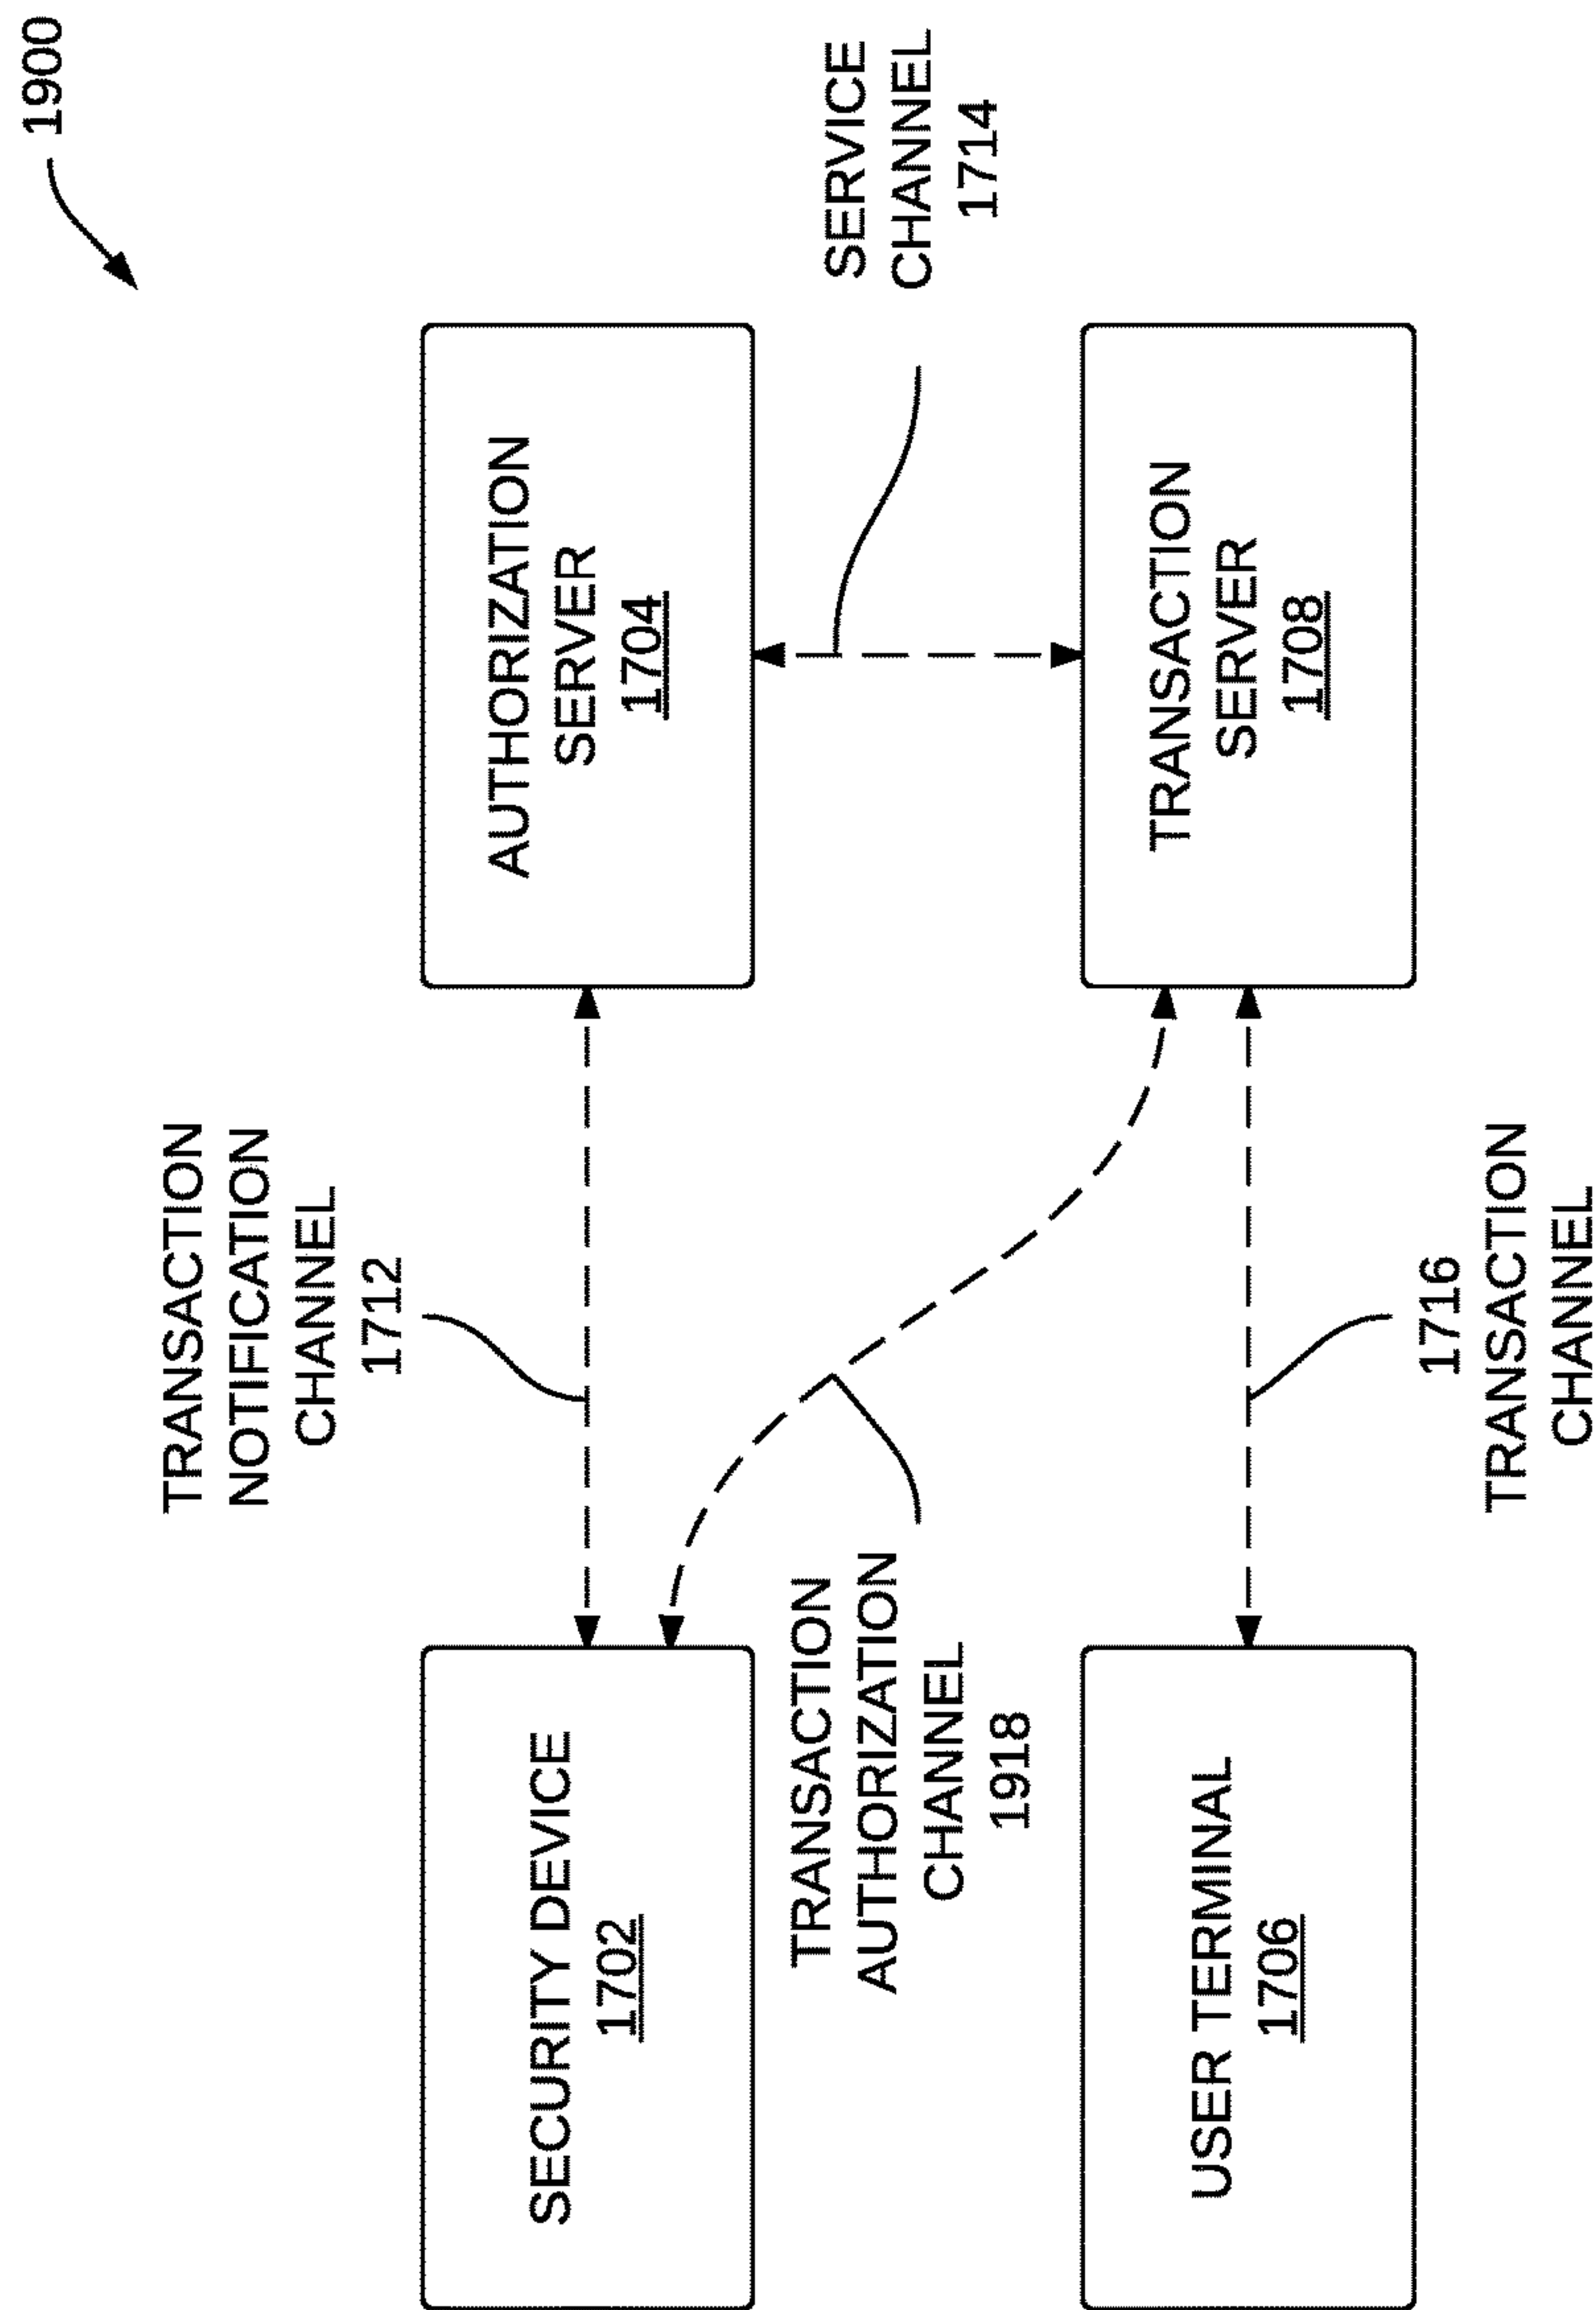 1900
TRANSACTION
NOTIFICATION
CHANNEL
1712
SECURITY DEVICE
1702
AUTHORIZATION
SERVER
1704
TRANSACTION
AUTHORIZATION
CHANNEL
1918
SERVICE
CHANNEL
1714
USER TERMINAL
1706
TRANSACTION
SERVER
1708
1716
TRANSACTION
CHANNEL